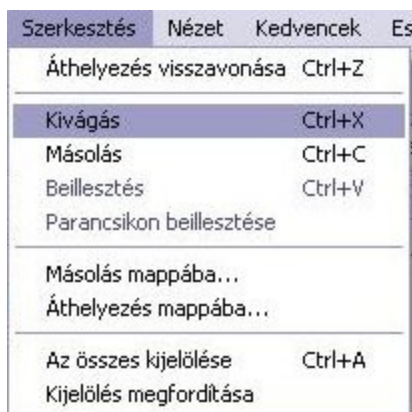 Szerkesztés Nézet Kedvencek Es
Áthelyezés visszavonása Ctrl+Z
Kivágás Ctrl+X
Másolás Ctrl+C
Beillesztés Ctrl+V
Parancsikon beillesztése
Másolás mappába...
Áthelyezés mappába...
Az összes kijelölése Ctrl+A
Kijelölés megfordítása